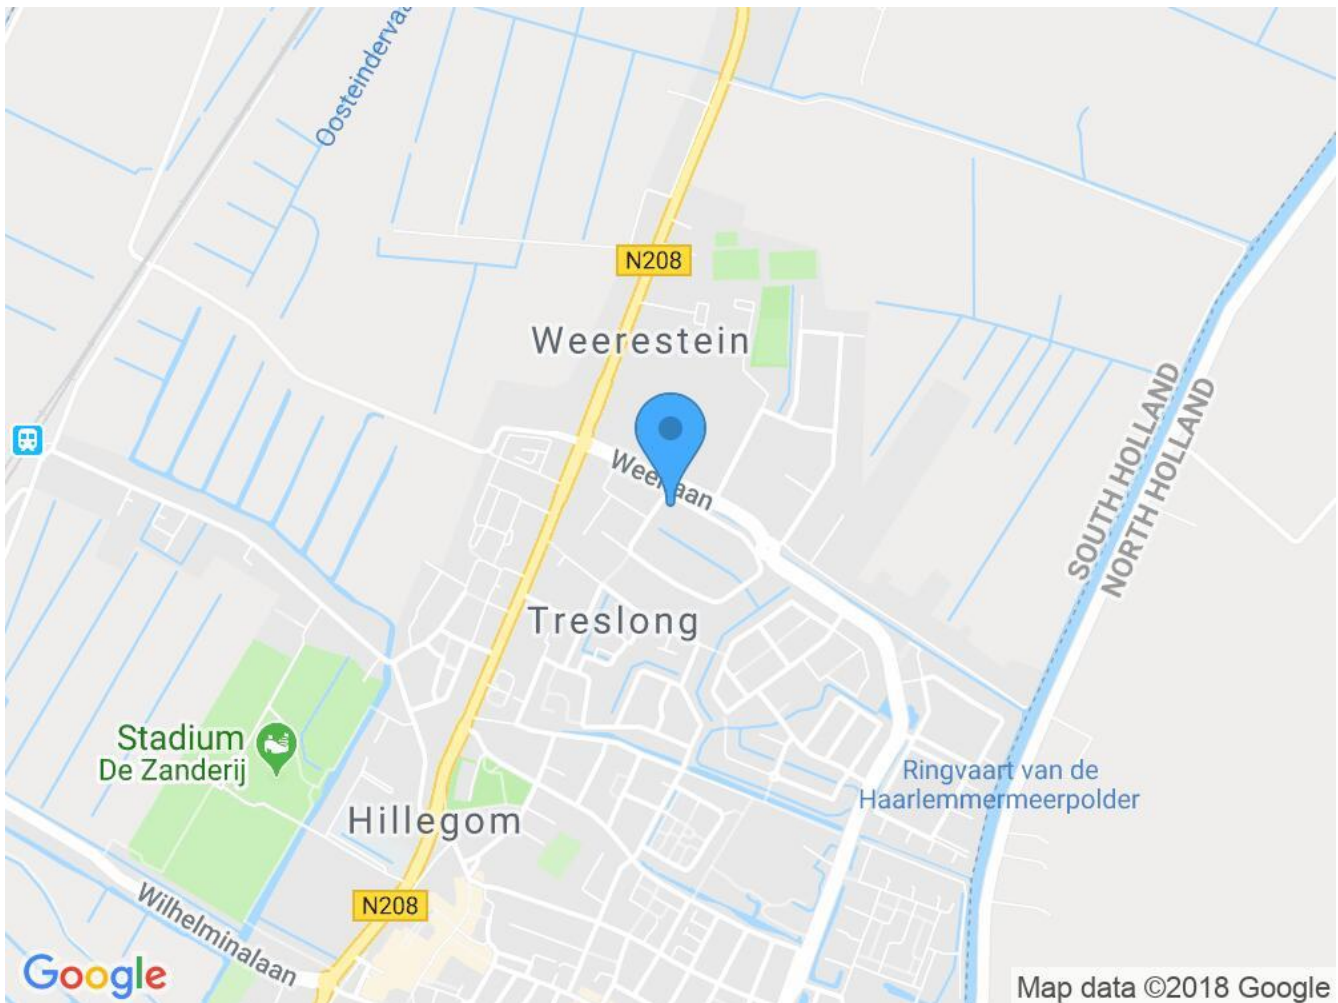 Oosteindervaa
N208
Weerestein
Weerlaan
SOUTH HOLLAND
NORTH HOLLAND
Treslong
Stadium
De Zanderij
Ringvaart van de
Haarlemmermeerpolder
Hillegom
N208
Wilhelminalaan
Google
Map data ©2018 Google